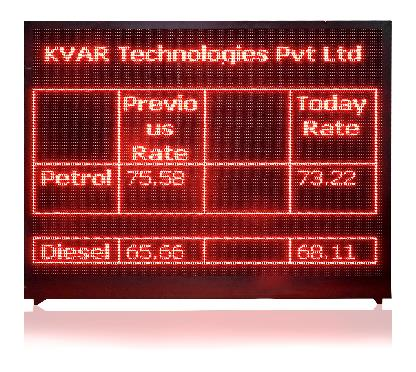 KVAR Technologies Pvt Ltd
Previo Today
us Rate
Rate
Petrol 75.58 73.22
Diesel 65.66 68.11